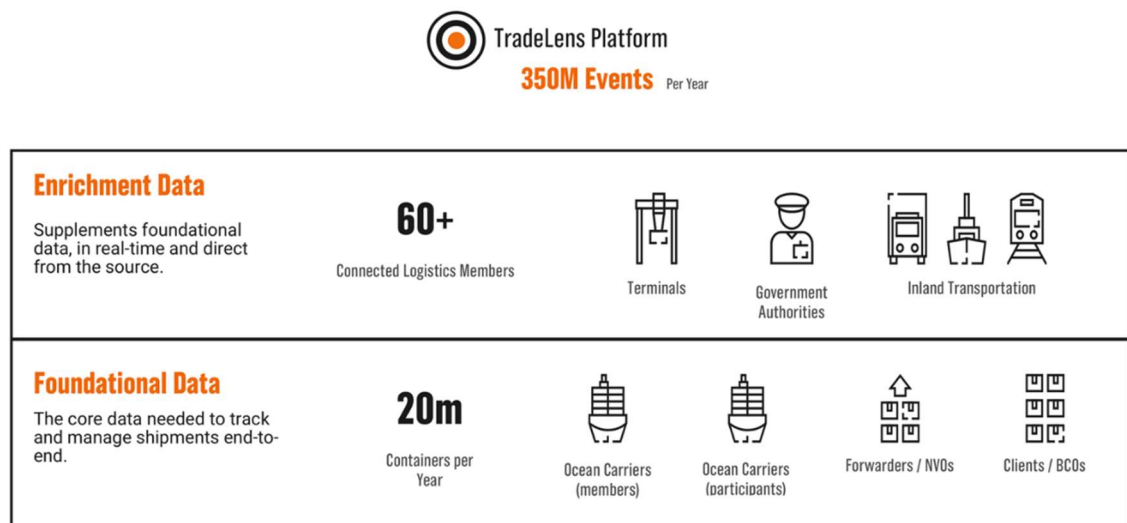 TradeLens Platform
350M Events Per Year
Enrichment Data
Supplements foundational
data, in real-time and direct
from the source.
60+
Connected Logistics Members
Terminals
Government
Authorities
Inland Transportation
Foundational Data
The core data needed to track
and manage shipments end-to-
end.
20m
Containers per
Year
Ocean Carriers
(members)
Ocean Carriers
(participants)
Forwarders / NVOs
Clients / BCOs